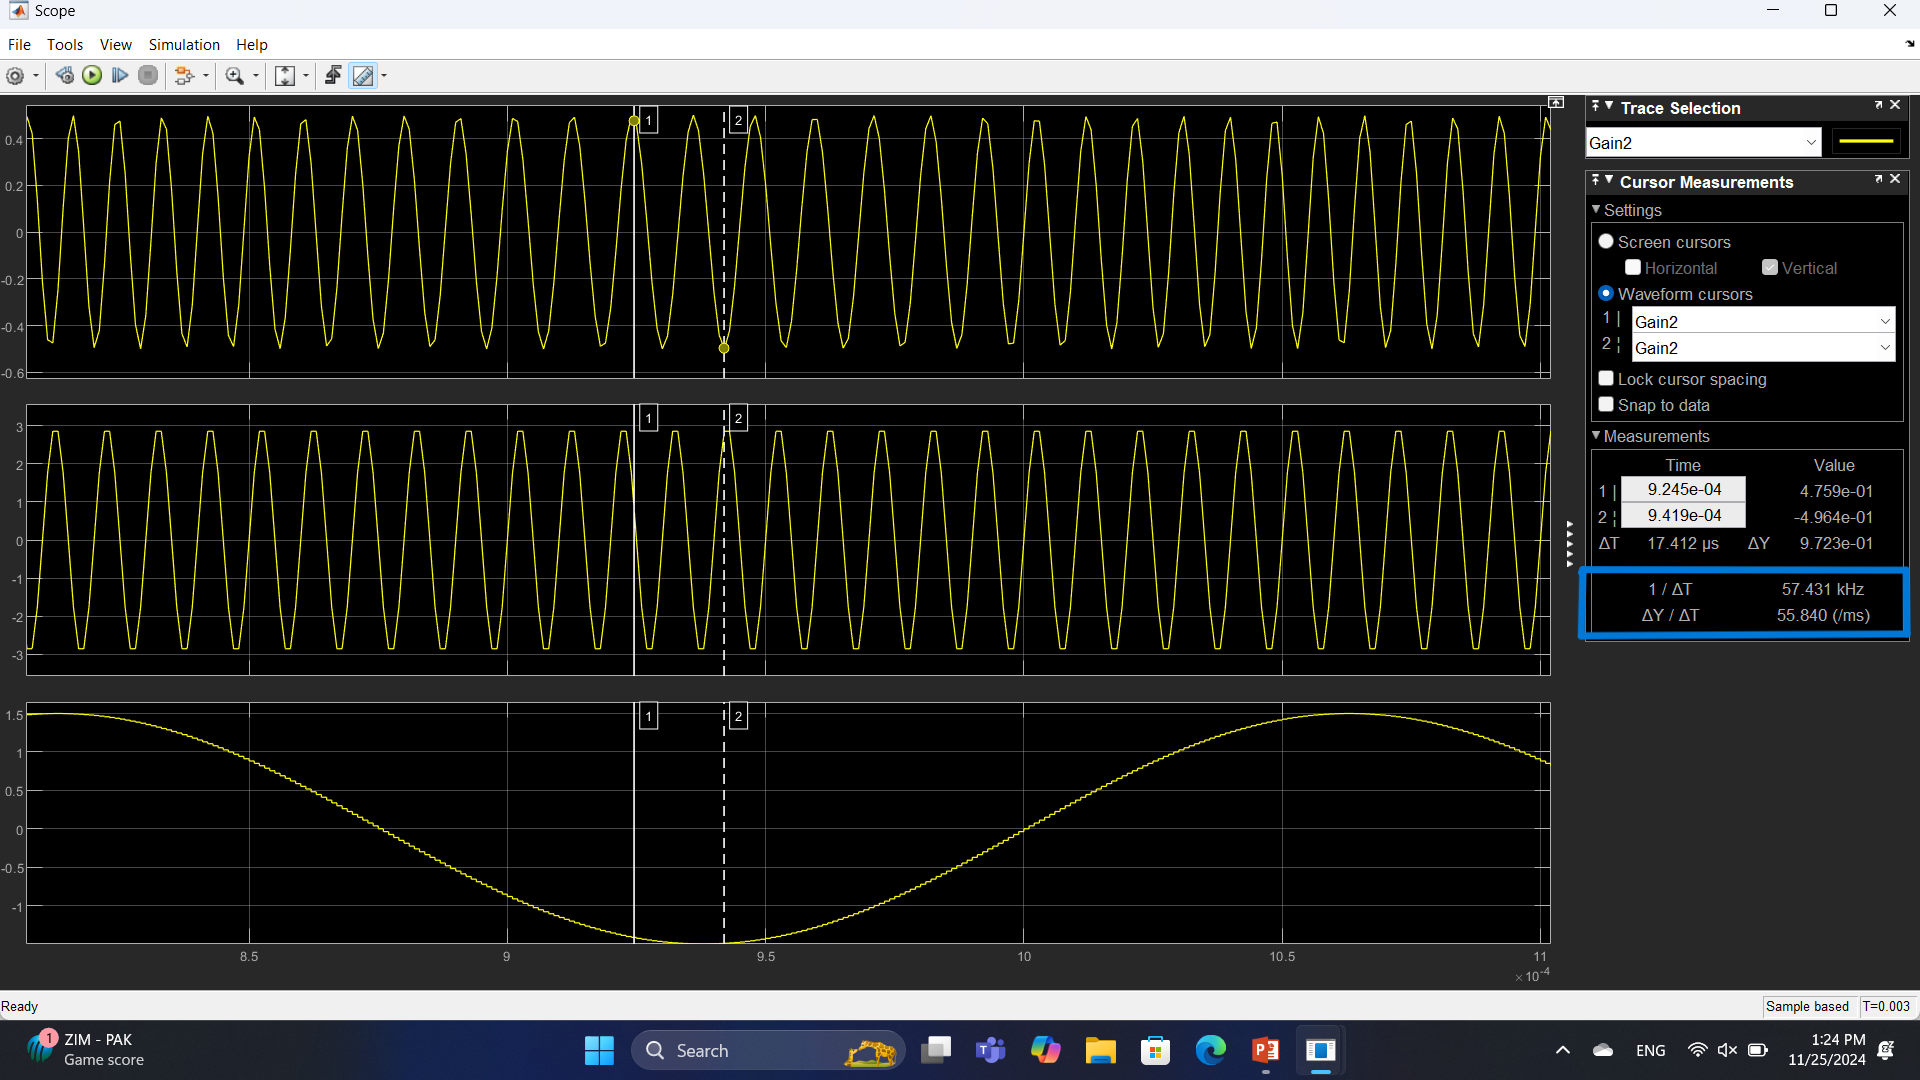 Scope
File Tools View Simulation Help
Trace Selection
Gain2
Cursor Measurements
Settings
Screen cursors
Horizontal Vertical
Waveform cursors
1 | Gain2
2 ¦ Gain2
Lock cursor spacing
Snap to data
Measurements
Time Value
1 | 9.245e-04 4.759e-01
2 ¦ 9.419e-04 -4.964e-01
ΔT 17.412 µs ΔY 9.723e-01
1 / ΔT 57.431 kHz
ΔY / ΔT 55.840 (/ms)
1 2
0.4
0.2
0
-0.2
-0.4
-0.6
1 2
3
2
1
0
-1
-2
-3
1 2
1.5
1
0.5
0
-0.5
-1
8.5 9 9.5 10 10.5 11
×10-4
Ready
Sample based T=0.003
1
ZIM - PAK
Game score
Search
ENG
1:24 PM
11/25/2024